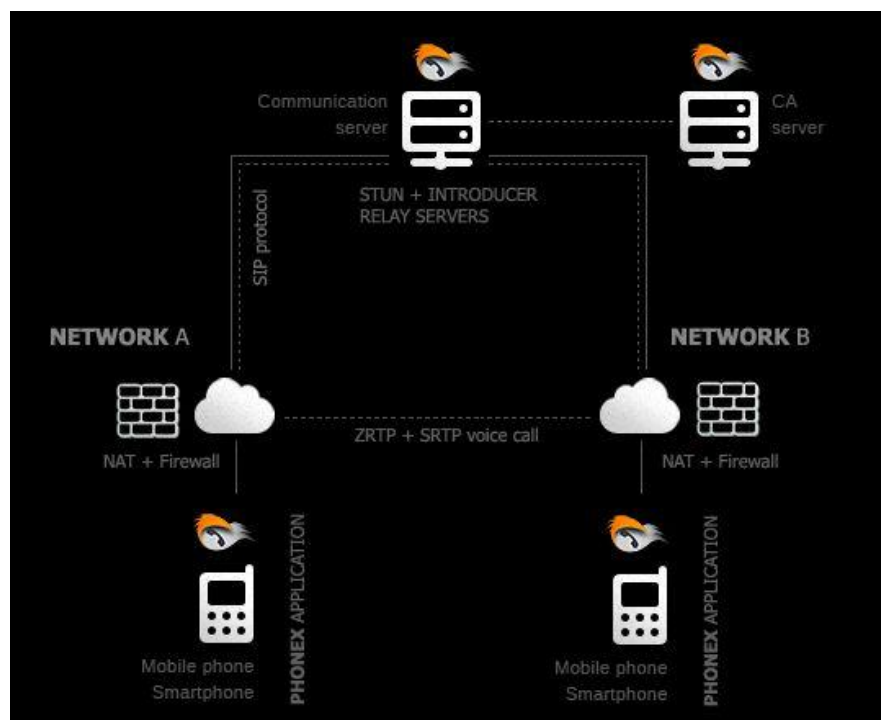 Communication
server
CA
server
STUN + INTRODUCER
RELAY SERVERS
SIP protocol
NETWORK A
NETWORK B
ZRTP + SRTP voice call
NAT + Firewall
NAT + Firewall
PHONEX APPLICATION
PHONEX APPLICATION
Mobile phone
Smartphone
Mobile phone
Smartphone